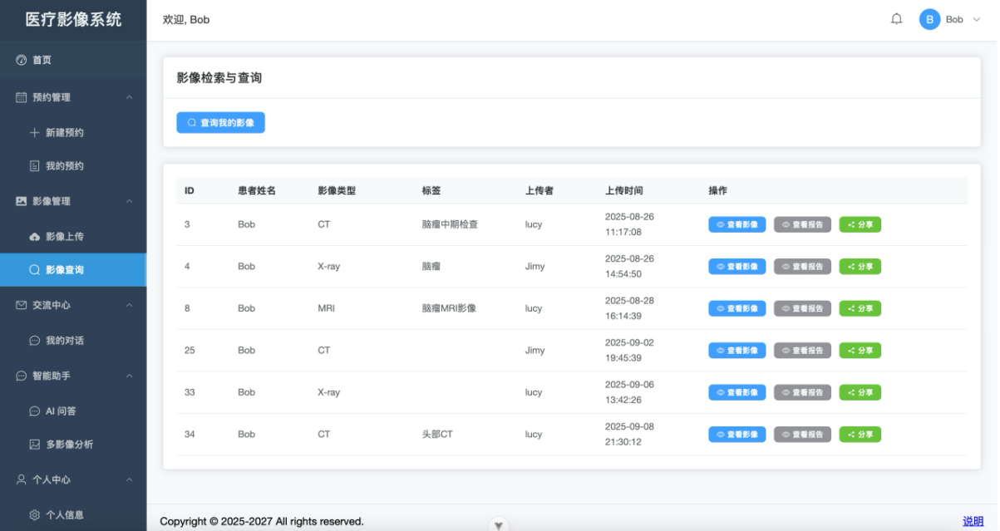 医疗影像系统
欢迎, Bob
B Bob
首页
预约管理
新建预约
我的预约
影像管理
影像上传
影像查询
交流中心
我的对话
智能助手
AI 问答
多影像分析
个人中心
个人信息
影像检索与查询
查询我的影像
ID 患者姓名 影像类型 标签 上传者 上传时间 操作
3 Bob CT 脑瘤中期检查 lucy 2025-08-26 11:17:08 查看影像 查看报告 分享
4 Bob X-ray 脑瘤 Jimy 2025-08-26 14:54:50 查看影像 查看报告 分享
8 Bob MRI 脑瘤MRI影像 lucy 2025-08-28 16:14:39 查看影像 查看报告 分享
25 Bob CT Jimy 2025-09-02 19:45:39 查看影像 查看报告 分享
33 Bob X-ray lucy 2025-09-06 13:42:26 查看影像 查看报告 分享
34 Bob CT 头部CT lucy 2025-09-08 21:30:12 查看影像 查看报告 分享
Copyright © 2025-2027 All rights reserved.
说明